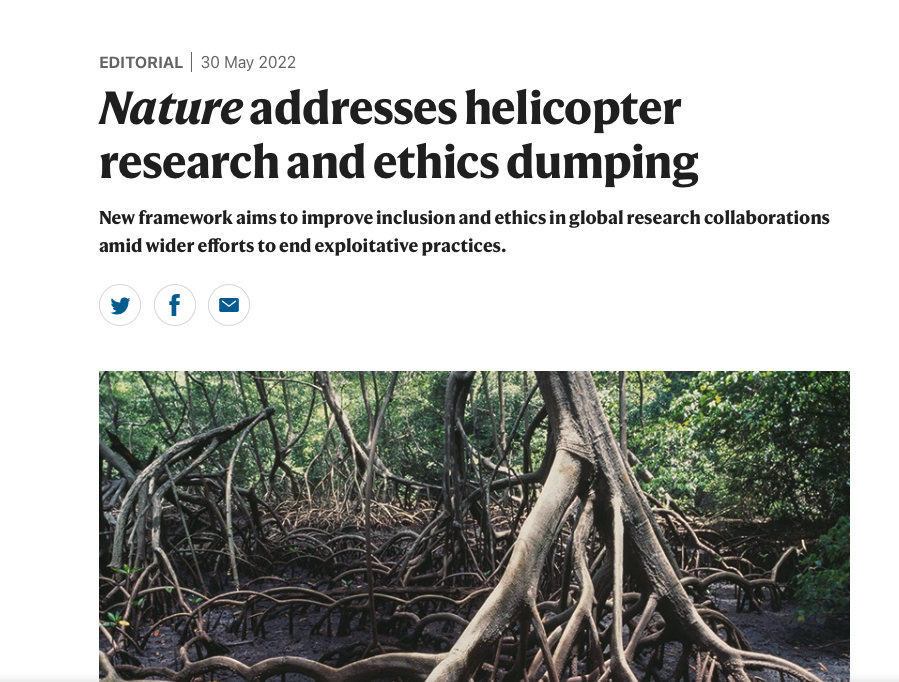 EDITORIAL | 30 May 2022
Nature addresses helicopter
research and ethics dumping
New framework aims to improve inclusion and ethics in global research collaborations
amid wider efforts to end exploitative practices.